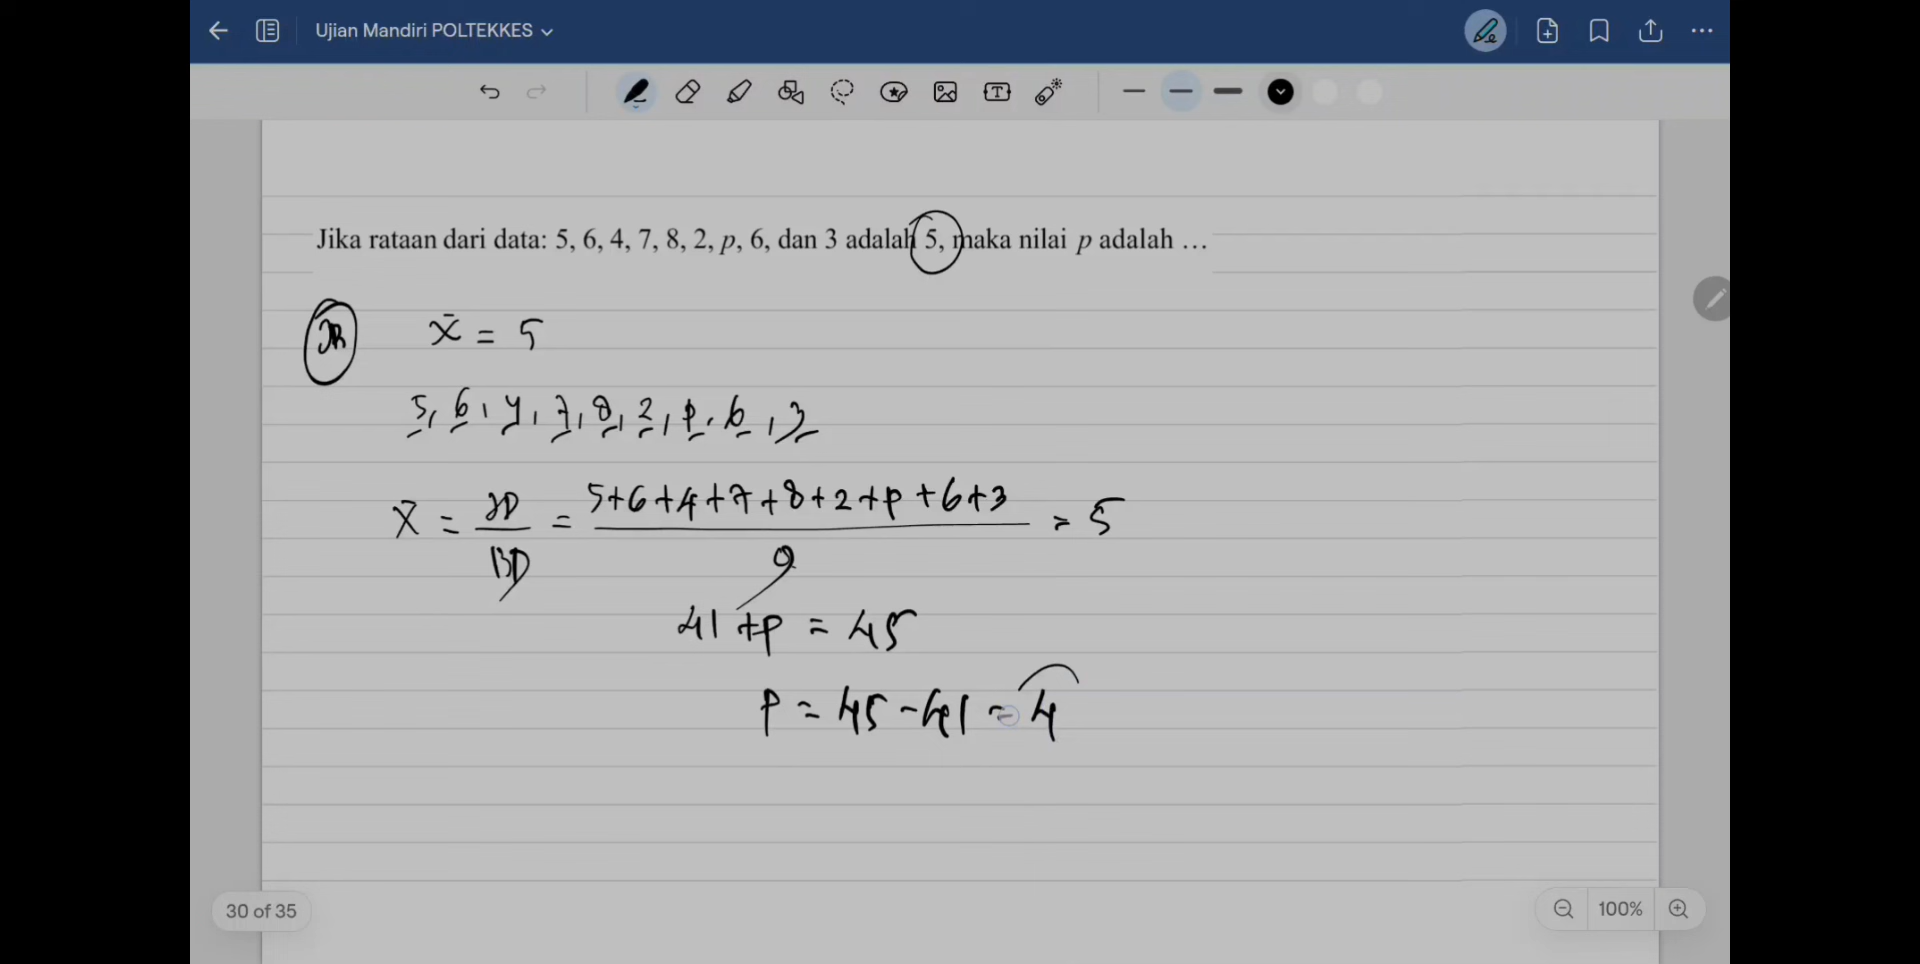 Ujian Mandiri POLTEKKES
Jika rataan dari data: 5, 6, 4, 7, 8, 2, p, 6, dan 3 adalah 5, maka nilai p adalah …
x̄ = 5
5, 6, 4, 7, 8, 2, p, 6, 3
x̄ = JD/BD = (5+6+4+7+8+2+p+6+3)/9 = 5
41 + p = 45
p = 45 - 41 = 4
30 of 35
100%